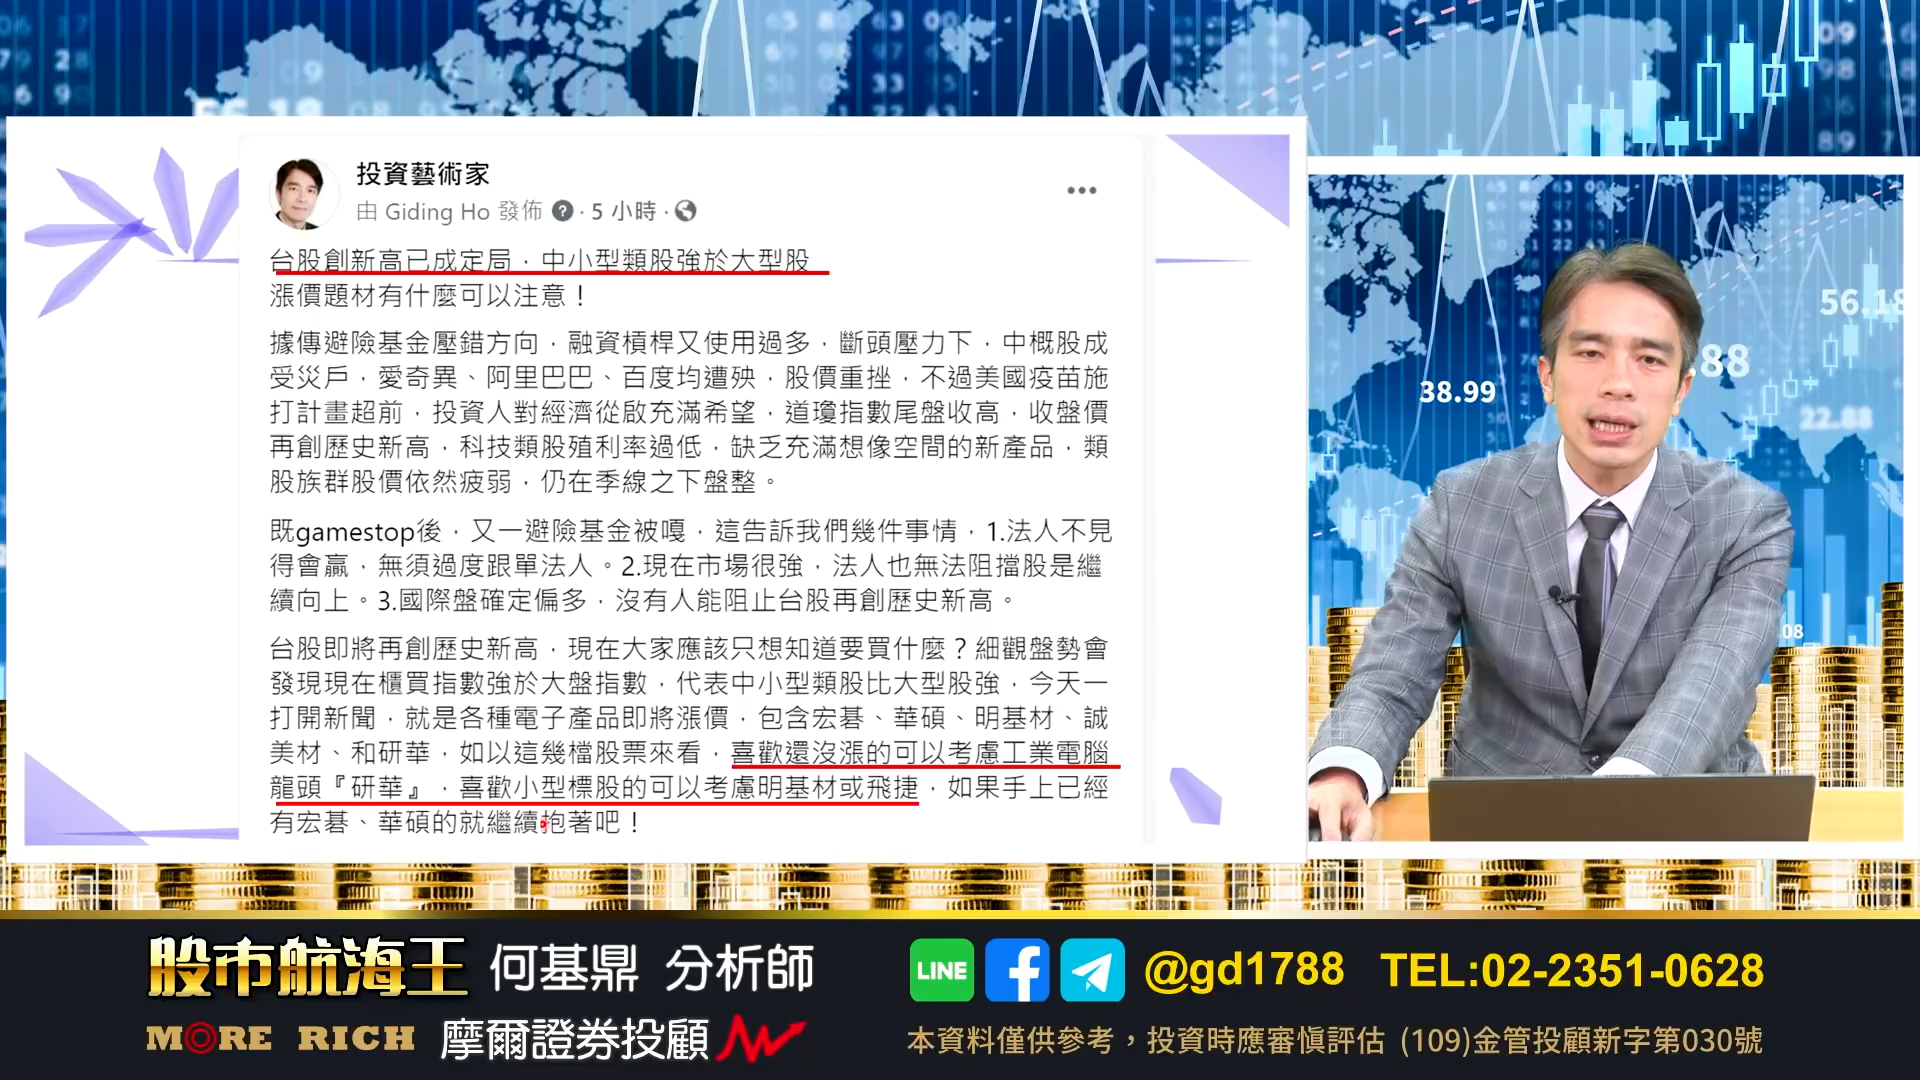 投資藝術家
由 Giding Ho 發佈 · 5 小時 ·
台股創新高已成定局，中小型類股強於大型股
漲價題材有什麼可以注意！
據傳避險基金壓錯方向，融資槓桿又使用過多，斷頭壓力下，中概股成
受災戶，愛奇異、阿里巴巴、百度均遭殃，股價重挫，不過美國疫苗施
打計畫超前，投資人對經濟從啟充滿希望，道瓊指數尾盤收高，收盤價
再創歷史新高，科技類股殖利率過低，缺乏充滿想像空間的新產品，類
股族群股價依然疲弱，仍在季線之下盤整。
既gamestop後，又一避險基金被嘎，這告訴我們幾件事情，1.法人不見
得會贏，無須過度跟單法人。2.現在市場很強，法人也無法阻擋股是繼
續向上。3.國際盤確定偏多，沒有人能阻止台股再創歷史新高。
台股即將再創歷史新高，現在大家應該只想知道要買什麼？細觀盤勢會
發現現在櫃買指數強於大盤指數，代表中小型類股比大型股強，今天一
打開新聞，就是各種電子產品即將漲價，包含宏碁、華碩、明基材、誠
美材、和研華，如以這幾檔股票來看，喜歡還沒漲的可以考慮工業電腦
龍頭『研華』，喜歡小型標股的可以考慮明基材或飛捷，如果手上已經
有宏碁、華碩的就繼續抱著吧！
56.18
38.99
.88
22.88
.08
股市航海王 何基鼎 分析師
LINE @gd1788 TEL:02-2351-0628
MORE RICH 摩爾證券投顧
本資料僅供參考，投資時應審慎評估 (109)金管投顧新字第030號